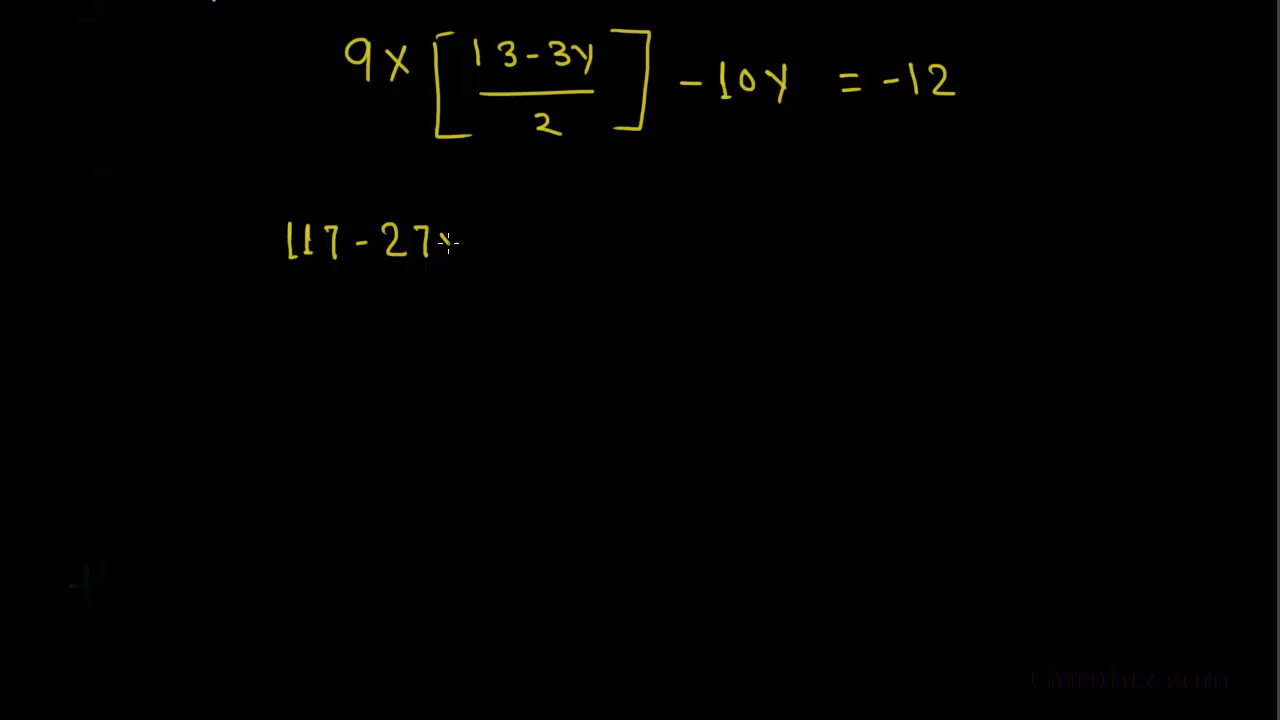 9x [ 13-3y / 2 ] - 10y = -12
117 - 27